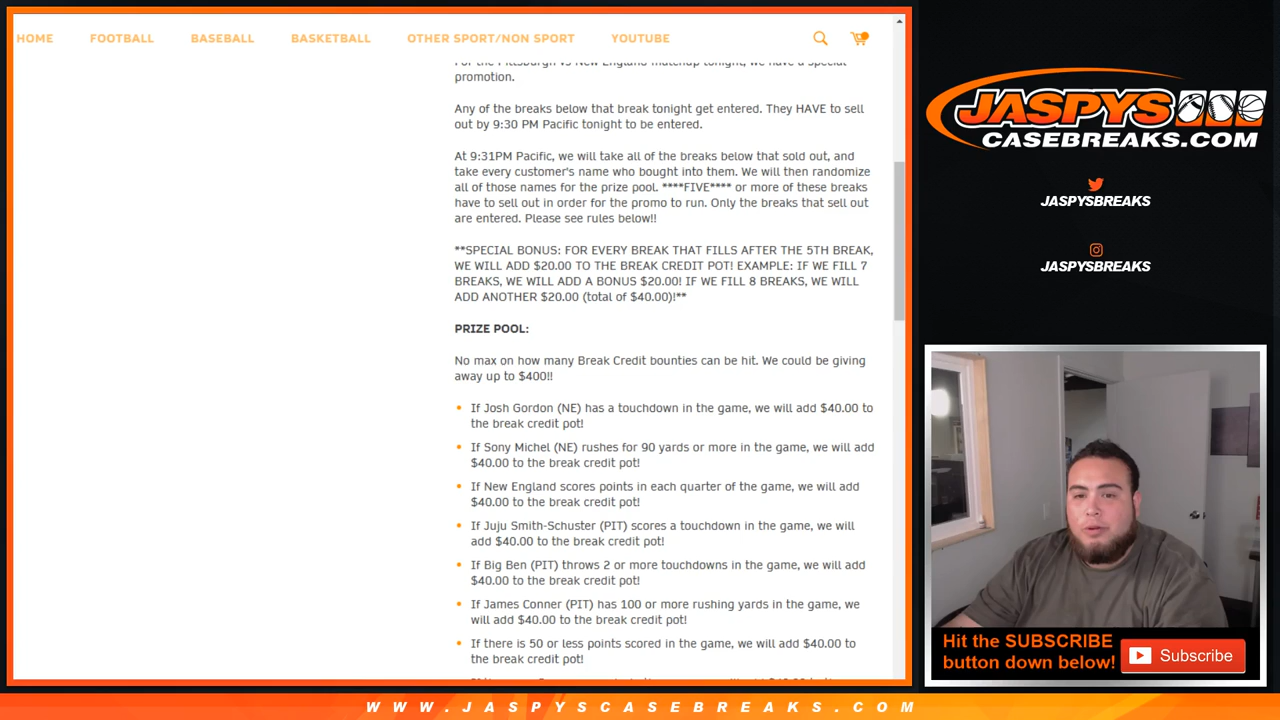 HOME FOOTBALL BASEBALL BASKETBALL OTHER SPORT/NON SPORT YOUTUBE
For the Pittsburgh vs New England matchup tonight, we have a special
promotion.
Any of the breaks below that break tonight get entered. They HAVE to sell
out by 9:30 PM Pacific tonight to be entered.
At 9:31PM Pacific, we will take all of the breaks below that sold out, and
take every customer's name who bought into them. We will then randomize
all of those names for the prize pool. ****FIVE**** or more of these breaks
have to sell out in order for the promo to run. Only the breaks that sell out
are entered. Please see rules below!!
**SPECIAL BONUS: FOR EVERY BREAK THAT FILLS AFTER THE 5TH BREAK,
WE WILL ADD $20.00 TO THE BREAK CREDIT POT! EXAMPLE: IF WE FILL 7
BREAKS, WE WILL ADD A BONUS $20.00! IF WE FILL 8 BREAKS, WE WILL
ADD ANOTHER $20.00 (total of $40.00)!**
PRIZE POOL:
No max on how many Break Credit bounties can be hit. We could be giving
away up to $400!!
• If Josh Gordon (NE) has a touchdown in the game, we will add $40.00 to
the break credit pot!
• If Sony Michel (NE) rushes for 90 yards or more in the game, we will add
$40.00 to the break credit pot!
• If New England scores points in each quarter of the game, we will add
$40.00 to the break credit pot!
• If Juju Smith-Schuster (PIT) scores a touchdown in the game, we will
add $40.00 to the break credit pot!
• If Big Ben (PIT) throws 2 or more touchdowns in the game, we will add
$40.00 to the break credit pot!
• If James Conner (PIT) has 100 or more rushing yards in the game, we
will add $40.00 to the break credit pot!
• If there is 50 or less points scored in the game, we will add $40.00 to
the break credit pot!
JASPYS
CASEBREAKS.COM
JASPYSBREAKS
JASPYSBREAKS
Hit the SUBSCRIBE
button down below!
Subscribe
WWW.JASPYSCASEBREAKS.COM